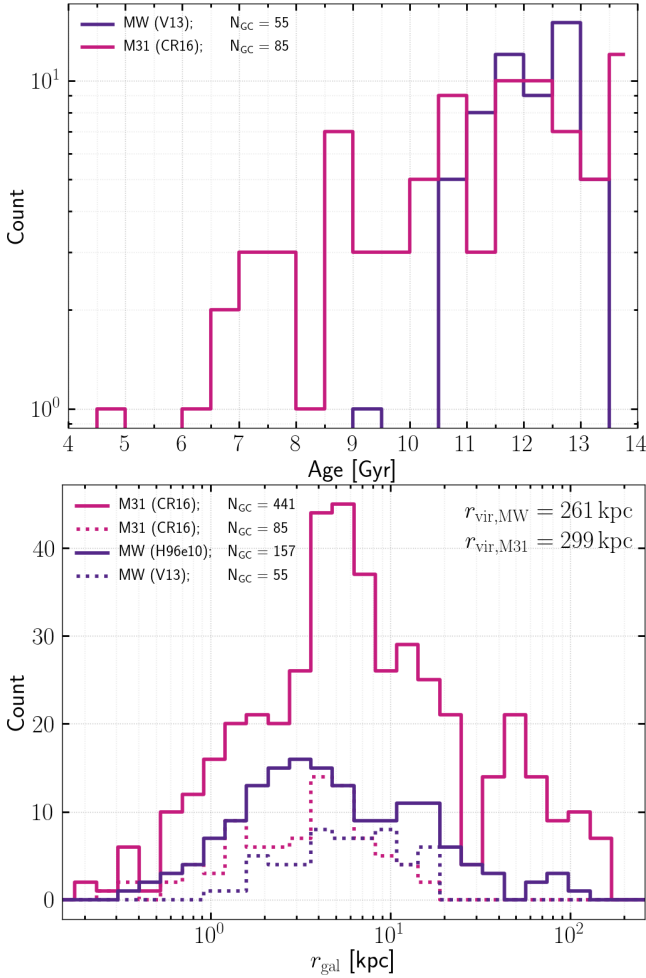 MW (V13); N_GC = 55
M31 (CR16); N_GC = 85
10^1
10^0
Count
4 5 6 7 8 9 10 11 12 13 14
Age [Gyr]
M31 (CR16); N_GC = 441
M31 (CR16); N_GC = 85
MW (H96e10); N_GC = 157
MW (V13); N_GC = 55
r_vir,MW = 261 kpc
r_vir,M31 = 299 kpc
40
30
20
10
0
Count
10^0 10^1 10^2
r_gal [kpc]